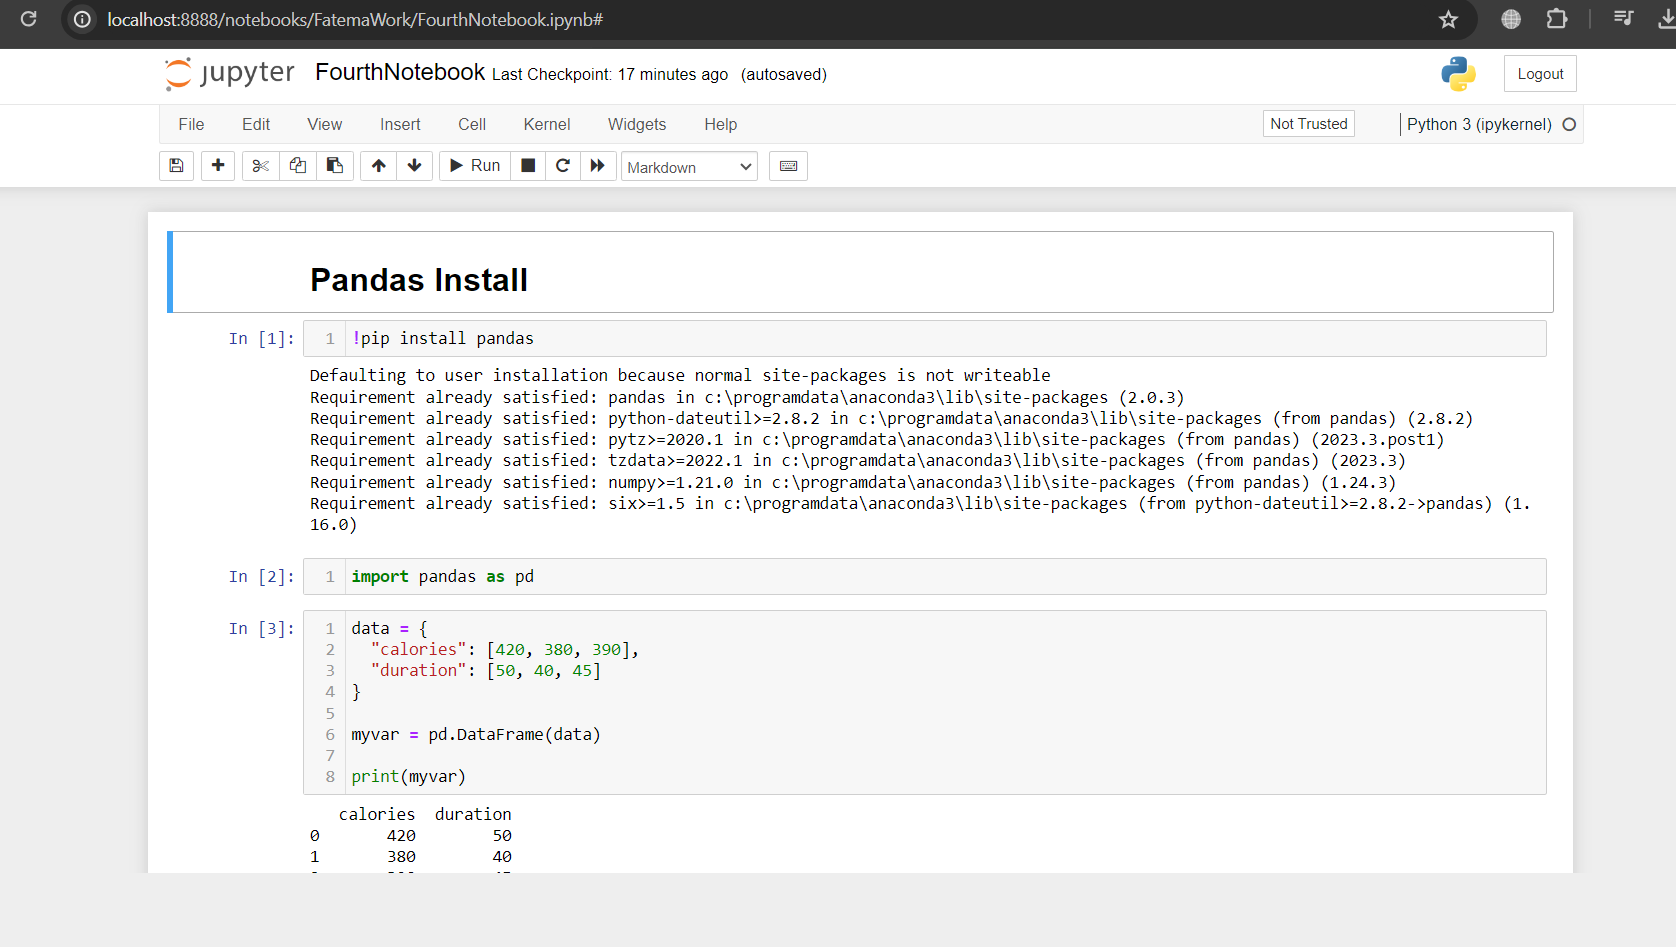 localhost:8888/notebooks/FatemaWork/FourthNotebook.ipynb#
jupyter FourthNotebook Last Checkpoint: 17 minutes ago (autosaved)
Logout
File Edit View Insert Cell Kernel Widgets Help
Not Trusted
Python 3 (ipykernel)
Run
Markdown
Pandas Install
In [1]:
1 !pip install pandas
Defaulting to user installation because normal site-packages is not writeable
Requirement already satisfied: pandas in c:\programdata\anaconda3\lib\site-packages (2.0.3)
Requirement already satisfied: python-dateutil>=2.8.2 in c:\programdata\anaconda3\lib\site-packages (from pandas) (2.8.2)
Requirement already satisfied: pytz>=2020.1 in c:\programdata\anaconda3\lib\site-packages (from pandas) (2023.3.post1)
Requirement already satisfied: tzdata>=2022.1 in c:\programdata\anaconda3\lib\site-packages (from pandas) (2023.3)
Requirement already satisfied: numpy>=1.21.0 in c:\programdata\anaconda3\lib\site-packages (from pandas) (1.24.3)
Requirement already satisfied: six>=1.5 in c:\programdata\anaconda3\lib\site-packages (from python-dateutil>=2.8.2->pandas) (1.
16.0)
In [2]:
1 import pandas as pd
In [3]:
1 data = {
2   "calories": [420, 380, 390],
3   "duration": [50, 40, 45]
4 }
5
6 myvar = pd.DataFrame(data)
7
8 print(myvar)
calories duration
0 420 50
1 380 40